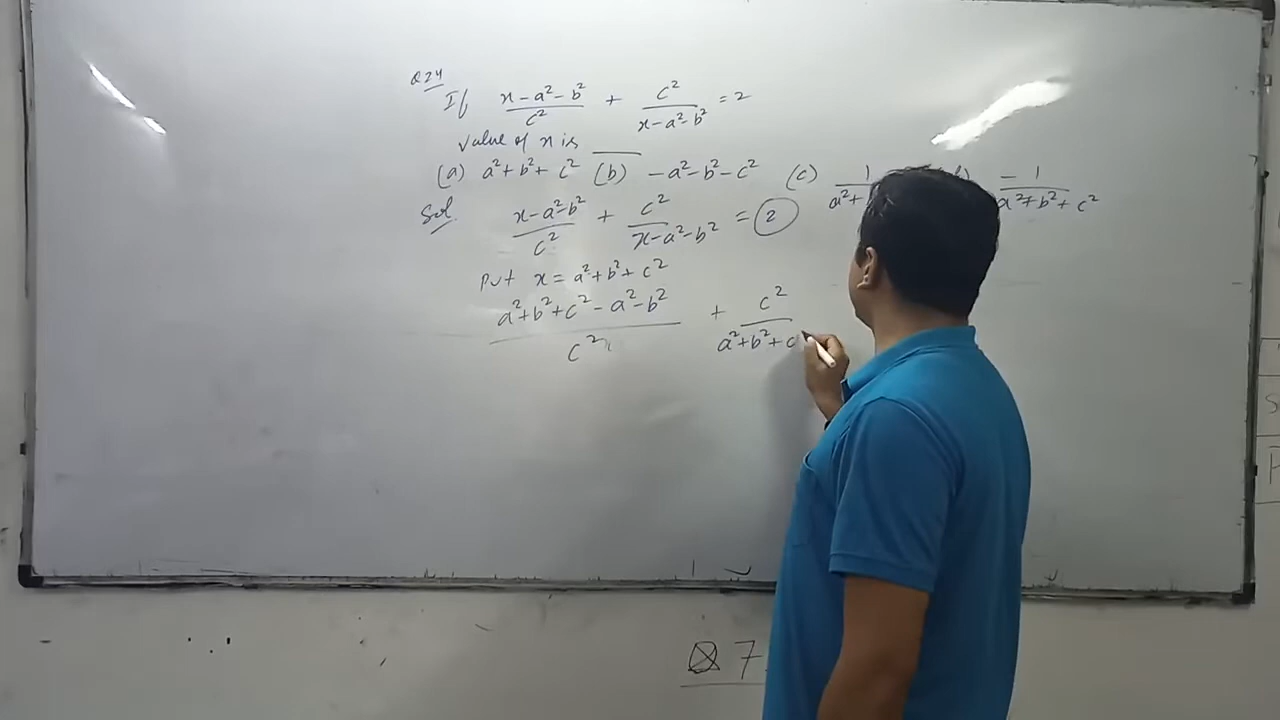 Q24
If (x-a²-b²)/c² + c²/(x-a²-b²) = 2
value of x is ___
(a) a²+b²+c² (b) -a²-b²-c² (c) 1/(a²+ -1/(a²+b²+c²)
Sol. (x-a²-b²)/c² + c²/(x-a²-b²) = 2
Put x = a²+b²+c²
(a²+b²+c²-a²-b²)/c² + c²/(a²+b²+c
Q 7